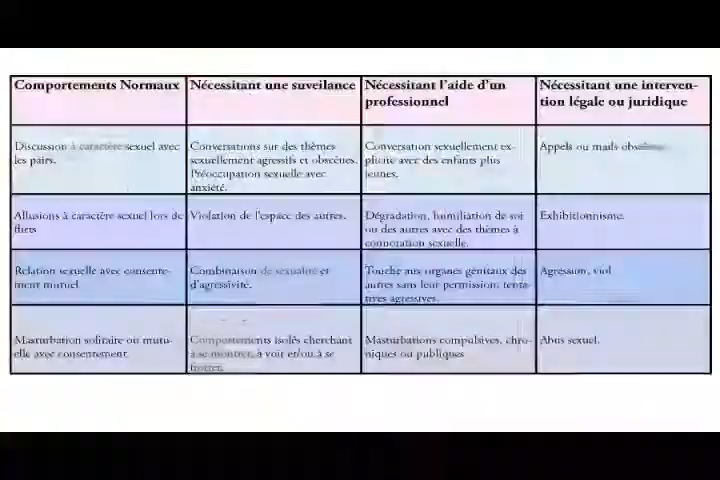 Comportements Normaux
Nécessitant une suveilance
Nécessitant l'aide d'un
professionnel
Nécessitant une interven-
tion légale ou juridique
Discussion à caractère sexuel avec
les pairs.
Conversations sur des thèmes
sexuellement agressifs et obscènes.
Préoccupation sexuelle avec
anxiété.
Conversation sexuellement ex-
plicite avec des enfants plus
jeunes.
Appels ou mails obscènes
Allusions à caractère sexuel lors de
flirts
Violation de l'espace des autres.
Dégradation, humiliation de soi
ou des autres avec des thèmes à
connotation sexuelle.
Exhibitionnisme.
Relation sexuelle avec consente-
ment mutuel
Combinaison de sexualité et
d'agressivité.
Touche aux organes génitaux des
autres sans leur permission, tenta-
tives agressives.
Agression, viol
Masturbation solitaire ou mutu-
elle avec consentement.
Comportements isolés cherchant
à se montrer, à voir et/ou à se
frotter.
Masturbations compulsives, chro-
niques ou publiques
Abus sexuel.